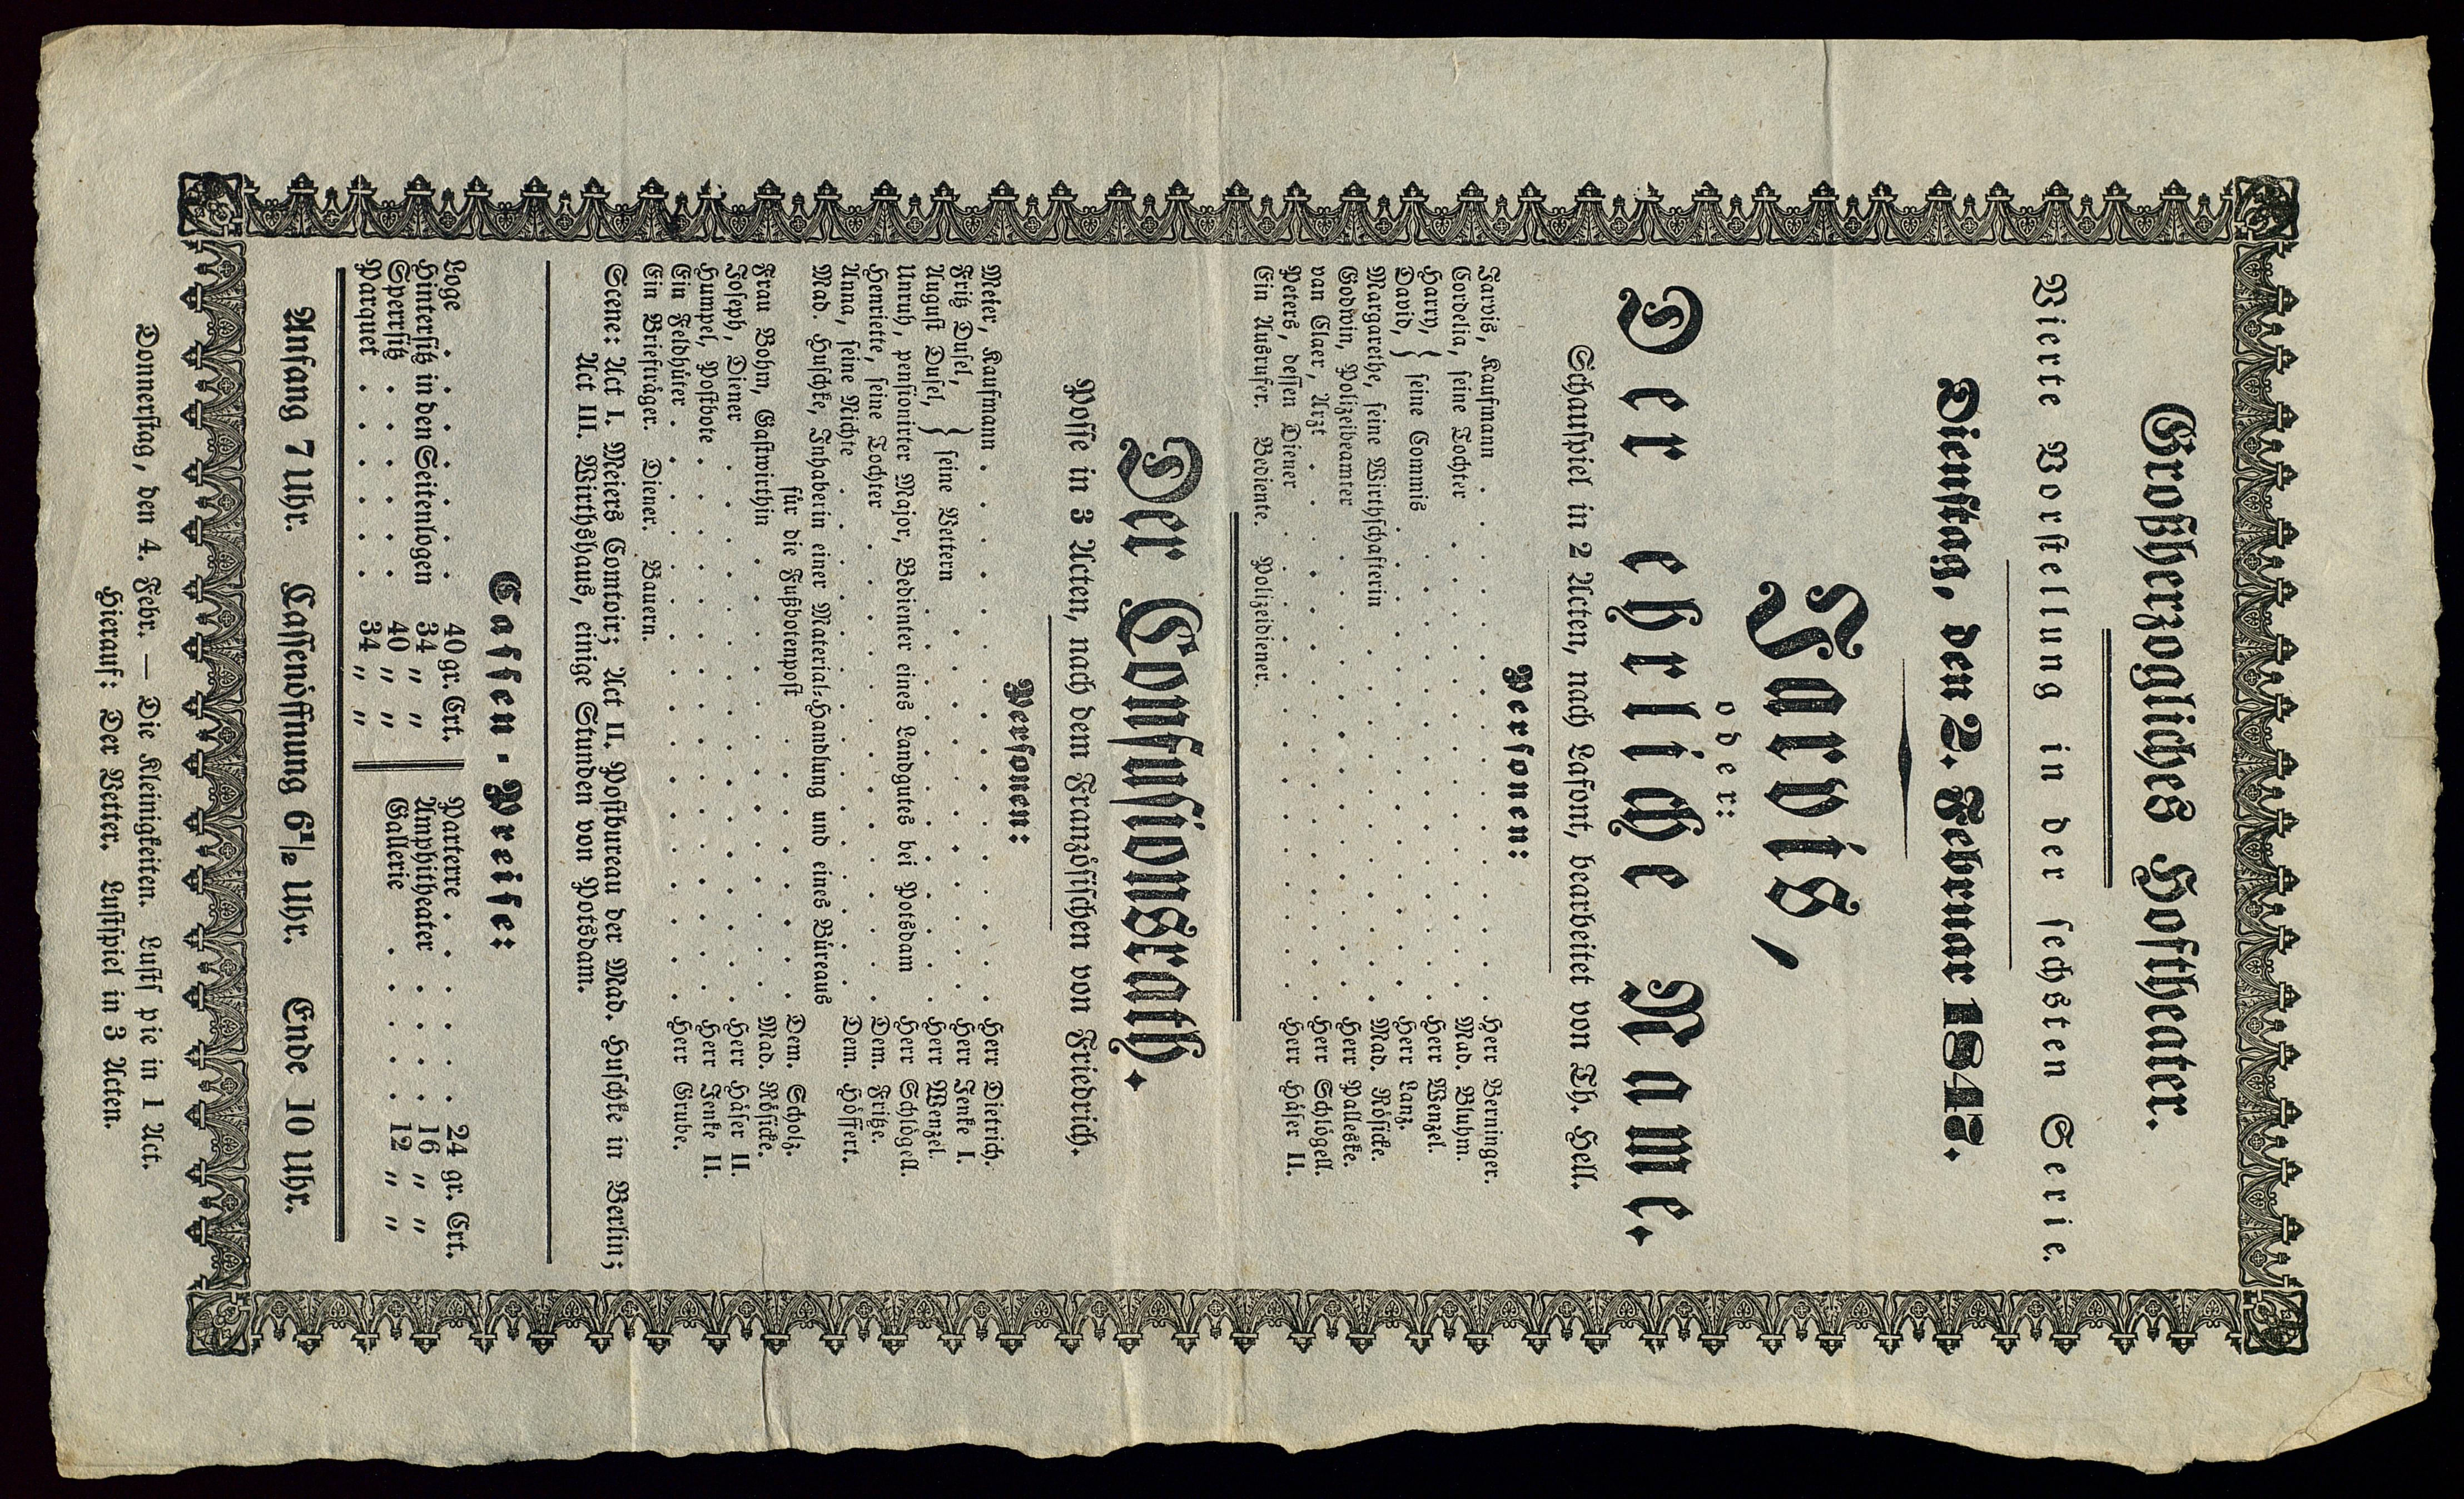 Großherzogliches Hoftheater.
Vierte Vorstellung in der sechsten Serie.
Dienstag, den 2. Februar 1847.
Jarvis,
oder:
Der ehrliche Mann.
Schauspiel in 2 Acten, nach Lafont, bearbeitet von Th. Hell.
Personen:
Jarvis, Kaufmann . . . . Herr Berninger.
Cordelia, seine Tochter . . . . Mad. Bluhm.
Harry, } seine Commis . . . . Herr Wenzel.
David, } Herr Lanz.
Margarethe, seine Wirthschafterin . . . . Mad. Rösicke.
Godwin, Polizeibeamter . . . . Herr Palleske.
van Claer, Arzt . . . . Herr Schlögell.
Peters, dessen Diener . . . . Herr Häser II.
Ein Ausrufer. Bediente. Polizeidiener.
Der Confusionsrath.
Posse in 3 Acten, nach dem Französischen von Friedrich.
Personen:
Meier, Kaufmann . . . . Herr Dietrich.
Fritz Dusel, } seine Vettern . . . . Herr Jenke I.
August Dusel, } Herr Wenzel.
Unruh, pensionirter Major, Bedienter eines Landgutes bei Potsdam Herr Schlögell.
Henriette, seine Tochter . . . . Dem. Fritze.
Anna, seine Nichte . . . . Dem. Höffert.
Mad. Huschke, Inhaberin einer Material-Handlung und eines Büreaus
für die Fußbotenpost . . . . Dem. Scholz.
Frau Bohm, Gastwirthin . . . . Mad. Rösicke.
Joseph, Diener . . . . Herr Häser II.
Humpel, Postbote . . . . Herr Jenke II.
Ein Feldhüter . . . . Herr Grube.
Ein Briefträger. Diener. Bauern.
Scene: Act I. Meiers Comtoir; Act II. Postbureau der Mad. Huschke in Berlin;
Act III. Wirthshaus, einige Stunden von Potsdam.
Cassen-Preise:
Loge . . . . 40 gr. Crt.
Hintersitz in den Seitenlogen 34 „ „
Sperrsitz . . . . 40 „ „
Parquet . . . . 34 „ „
Parterre . . . . 24 gr. Crt.
Amphitheater . . . . 16 „ „
Gallerie . . . . 12 „ „
Anfang 7 Uhr. Cassenöffnung 6 1/2 Uhr. Ende 10 Uhr.
Donnerstag, den 4. Febr. — Die Kleinigkeiten. Lusts pie in 1 Act.
Hierauf: Der Vetter. Lustspiel in 3 Acten.